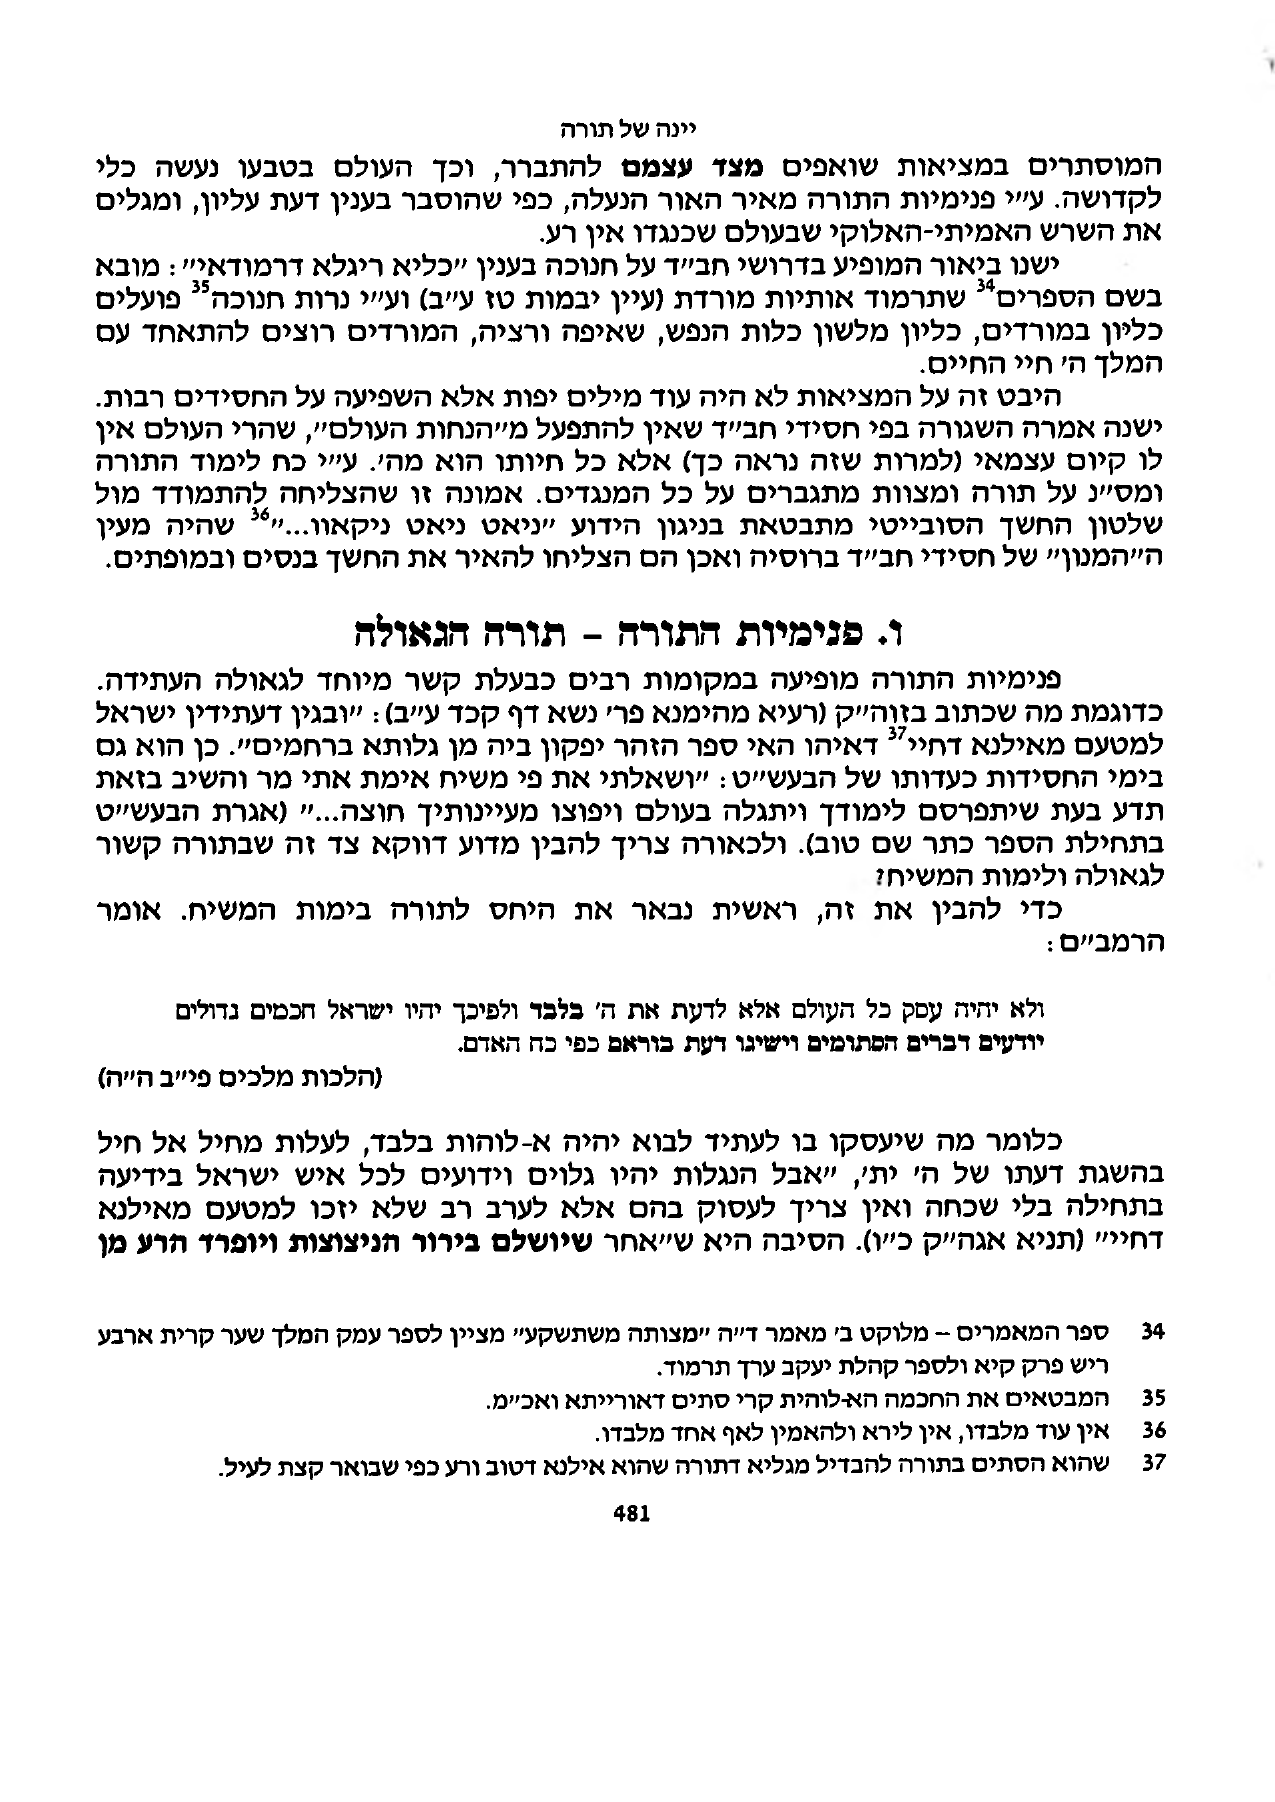 יינה של תורה
המוסתרים במציאות שואפים מצד עצמם להתברר, וכך העולם בטבעו נעשה כלי
לקדושה. ע״י פנימיות התורה מאיר האור הנעלה, כפי שהוסבר בענין דעת עליון, ומגלים
את השרש האמיתי-האלוקי שבעולם שכנגדו אין רע.
ישנו ביאור המופיע בדרושי חב״ד על חנוכה בענין ״כליא ריגלא דרמודאי״: מובא
בשם הספרים34 שתרמוד אותיות מורדת (עיין יבמות טז ע״ב) וע״י נרות חנוכה35 פועלים
כליון במורדים, כליון מלשון כלות הנפש, שאיפה ורציה, המורדים רוצים להתאחד עם
המלך ה׳ חיי החיים.
היבט זה על המציאות לא היה עוד מילים יפות אלא השפיעה על החסידים רבות.
ישנה אמרה השגורה בפי חסידי חב״ד שאין להתפעל מ״הנחות העולם״, שהרי העולם אין
לו קיום עצמאי (למרות שזה נראה כך) אלא כל חיותו הוא מה׳. ע״י כח לימוד התורה
ומס״נ על תורה ומצוות מתגברים על כל המנגדים. אמונה זו שהצליחה להתמודד מול
שלטון החשך הסובייטי מתבטאת בניגון הידוע ״ניאט ניאט ניקאוו...״36 שהיה מעין
ה״המנון״ של חסידי חב״ד ברוסיה ואכן הם הצליחו להאיר את החשך בנסים ובמופתים.
ו. פנימיות התורה – תורה הגאולה
פנימיות התורה מופיעה במקומות רבים כבעלת קשר מיוחד לגאולה העתידה.
כדוגמת מה שכתוב בזוה״ק (רעיא מהימנא פר׳ נשא דף קכד ע״ב): ״ובגין דעתידין ישראל
למטעם מאילנא דחיי״37 דאיהו האי ספר הזהר יפקון ביה מן גלותא ברחמים״. כן הוא גם
בימי החסידות כעדותו של הבעש״ט: ״ושאלתי את פי משיח אימת אתי מר והשיב בזאת
תדע בעת שיתפרסם לימודך ויתגלה בעולם ויפוצו מעיינותיך חוצה...״ (אגרת הבעש״ט
בתחילת הספר כתר שם טוב). ולכאורה צריך להבין מדוע דווקא צד זה שבתורה קשור
לגאולה ולימות המשיח?
כדי להבין את זה, ראשית נבאר את היחס לתורה בימות המשיח. אומר
הרמב״ם:
ולא יהיה עסק כל העולם אלא לדעת את ה׳ בלבד ולפיכך יהיו ישראל חכמים גדולים
יודעים דברים הסתומים וישיגו דעת בוראם כפי כח האדם.
(הלכות מלכים פי״ב ה״ה)
כלומר מה שיעסקו בו לעתיד לבוא יהיה א-לוהות בלבד, לעלות מחיל אל חיל
בהשגת דעתו של ה׳ ית׳, ״אבל הנגלות יהיו גלוים וידועים לכל איש ישראל בידיעה
בתחילה בלי שכחה ואין צריך לעסוק בהם אלא לערב רב שלא יזכו למטעם מאילנא
דחיי״ (תניא אגה״ק כ״ו). הסיבה היא ש״אחר שיושלם בירור הניצוצות ויופרד הרע מן
34 ספר המאמרים – מלוקט ב׳ מאמר ד״ה ״מצותה משתשקע״ מציין לספר עמק המלך שער קרית ארבע
ריש פרק קיא ולספר קהלת יעקב ערך תרמוד.
35 המבטאים את החכמה הא-לוהית קרי סתים דאורייתא ואכ״מ.
36 אין עוד מלבדו, אין לירא ולהאמין לאף אחד מלבדו.
37 שהוא הסתים בתורה להבדיל מגליא דתורה שהוא אילנא דטוב ורע כפי שבואר קצת לעיל.
481